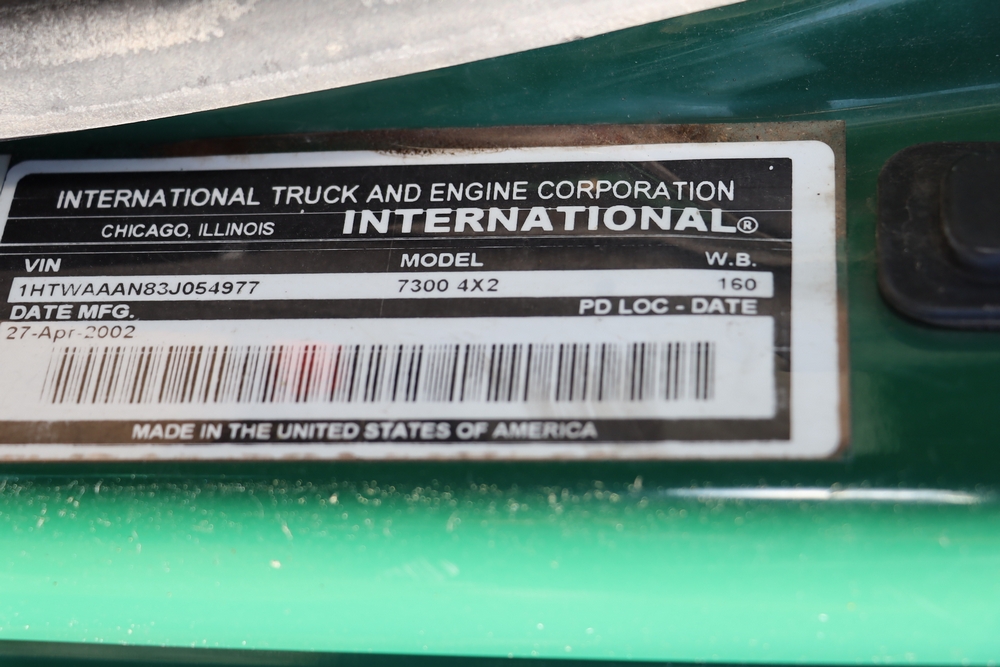 INTERNATIONAL TRUCK AND ENGINE CORPORATION
CHICAGO, ILLINOIS INTERNATIONAL®
VIN MODEL W.B.
1HTWAAAN83J054977 7300 4X2 160
DATE MFG. PD LOC - DATE
27-Apr-2002
MADE IN THE UNITED STATES OF AMERICA